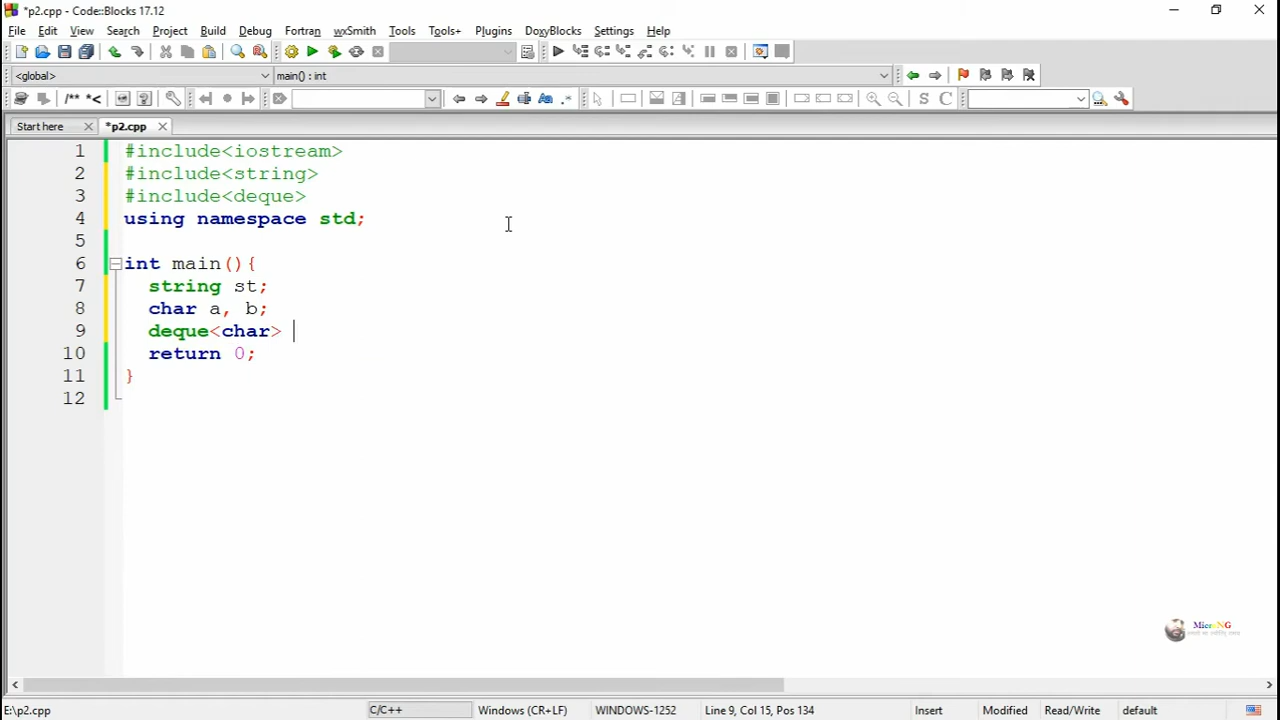 *p2.cpp - Code::Blocks 17.12
File Edit View Search Project Build Debug Fortran wxSmith Tools Tools+ Plugins DoxyBlocks Settings Help
<global> main() : int
/** *< S C
Start here *p2.cpp
1 #include<iostream>
2 #include<string>
3 #include<deque>
4 using namespace std;
5
6 int main(){
7 string st;
8 char a, b;
9 deque<char>
10 return 0;
11 }
12
MicroNG
E:\p2.cpp C/C++ Windows (CR+LF) WINDOWS-1252 Line 9, Col 15, Pos 134 Insert Modified Read/Write default